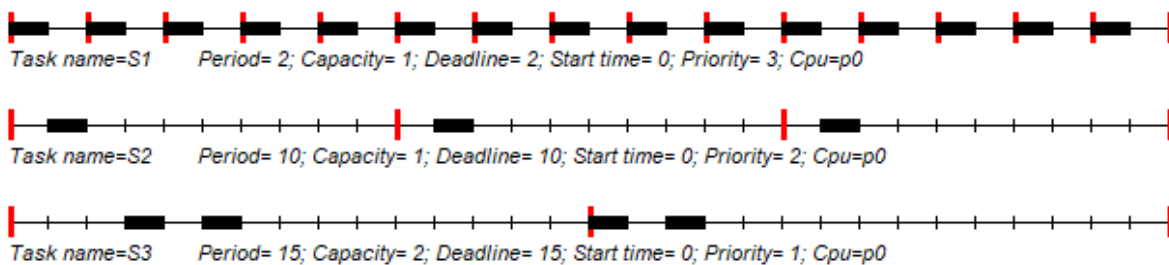 Task name=S1 Period= 2; Capacity= 1; Deadline= 2; Start time= 0; Priority= 3; Cpu=p0
Task name=S2 Period= 10; Capacity= 1; Deadline= 10; Start time= 0; Priority= 2; Cpu=p0
Task name=S3 Period= 15; Capacity= 2; Deadline= 15; Start time= 0; Priority= 1; Cpu=p0